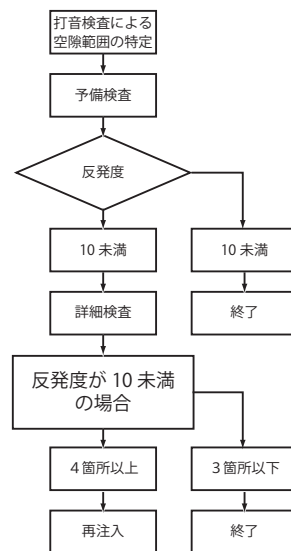 打音検査による
空隙範囲の特定
予備検査
反発度
10 未満
10 未満
詳細検査
終了
反発度が 10 未満
の場合
4箇所以上
3箇所以下
再注入
終了